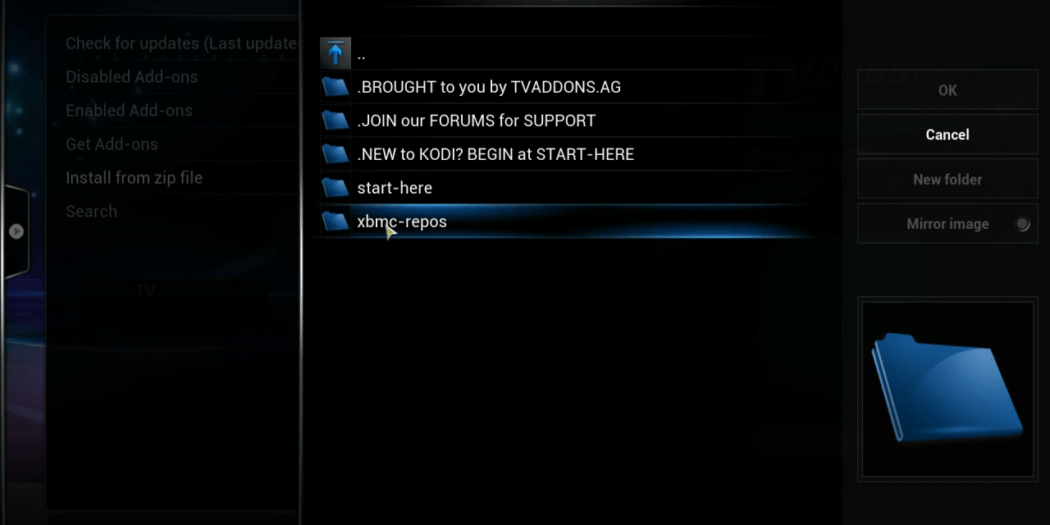 Check for updates (Last update
Disabled Add-ons
Enabled Add-ons
Get Add-ons
Install from zip file
Search
TV
..
.BROUGHT to you by TVADDONS.AG
.JOIN our FORUMS for SUPPORT
.NEW to KODI? BEGIN at START-HERE
start-here
xbmc-repos
OK
Cancel
New folder
Mirror image